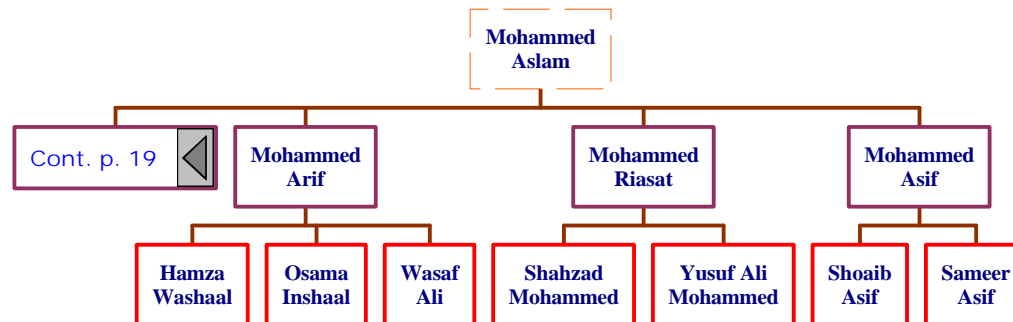 Mohammed
Aslam
Cont. p. 19
Mohammed
Arif
Mohammed
Riasat
Mohammed
Asif
Hamza
Washaal
Osama
Inshaal
Wasaf
Ali
Shahzad
Mohammed
Yusuf Ali
Mohammed
Shoaib
Asif
Sameer
Asif